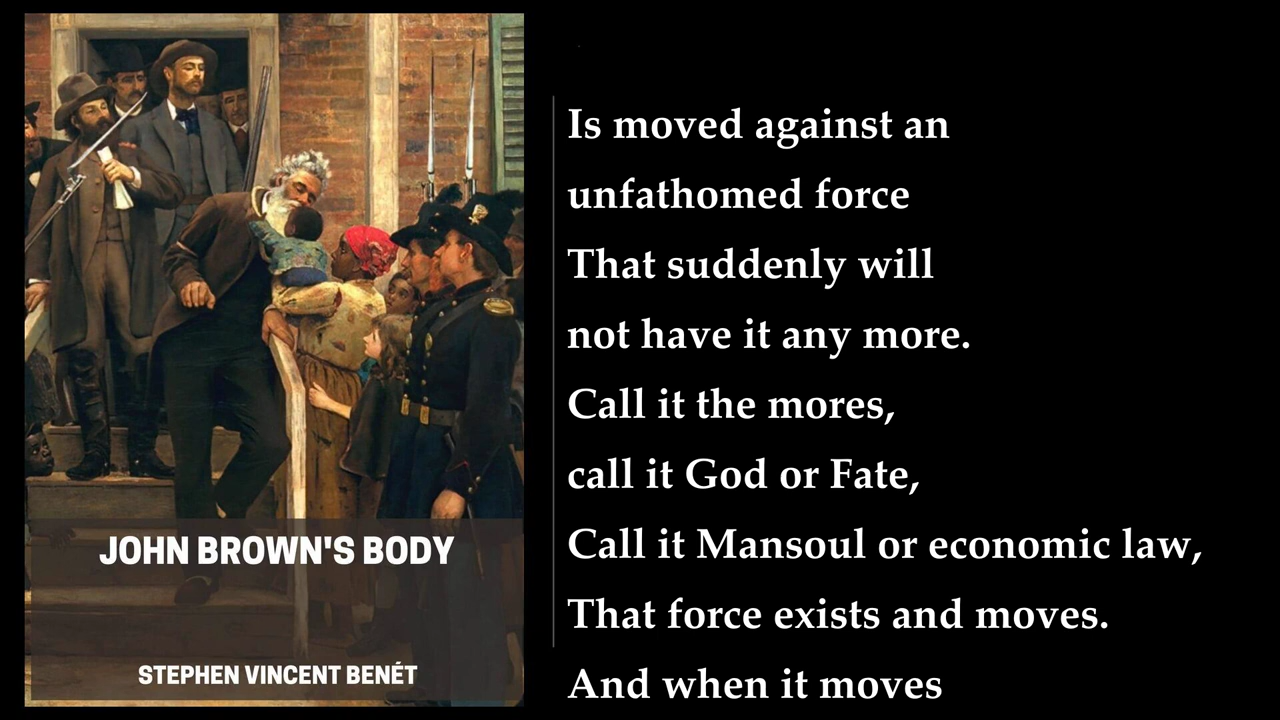 JOHN BROWN'S BODY
STEPHEN VINCENT BENÉT
Is moved against an
unfathomed force
That suddenly will
not have it any more.
Call it the mores,
call it God or Fate,
Call it Mansoul or economic law,
That force exists and moves.
And when it moves